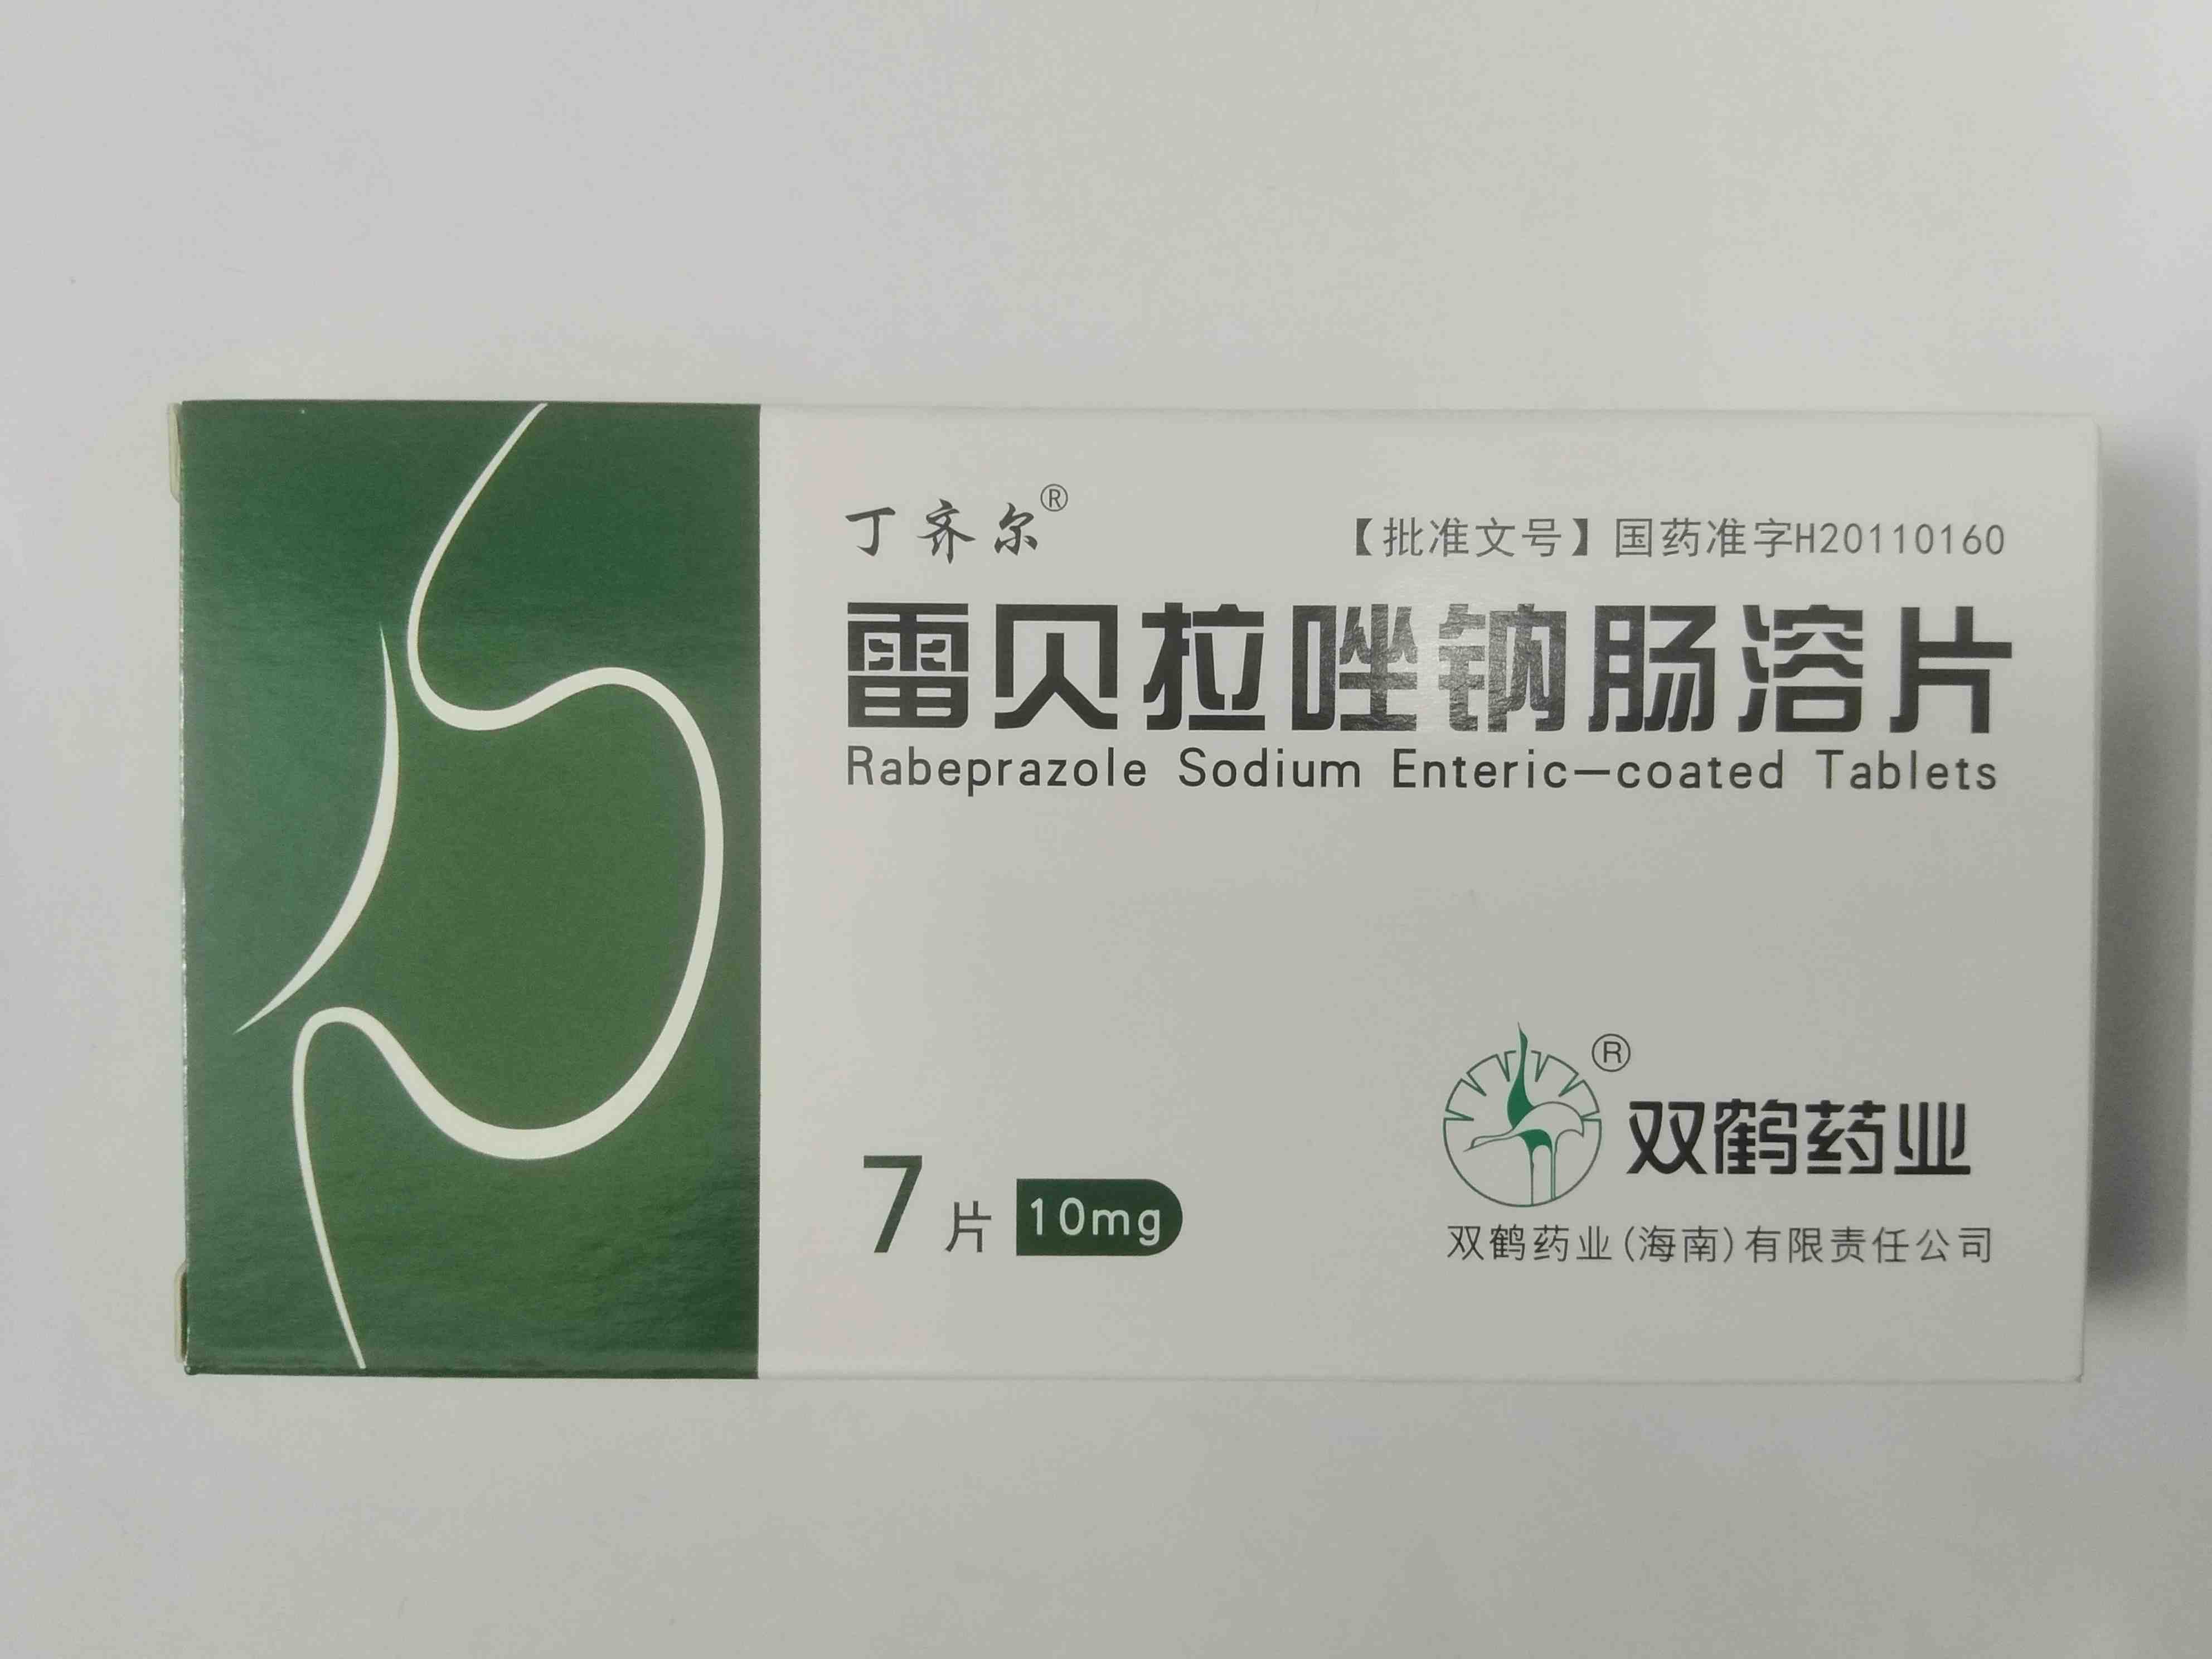 丁齐尔®
【批准文号】国药准字H20110160
雷贝拉唑钠肠溶片
Rabeprazole Sodium Enteric-coated Tablets
7片 10mg
® 双鹤药业
双鹤药业(海南)有限责任公司